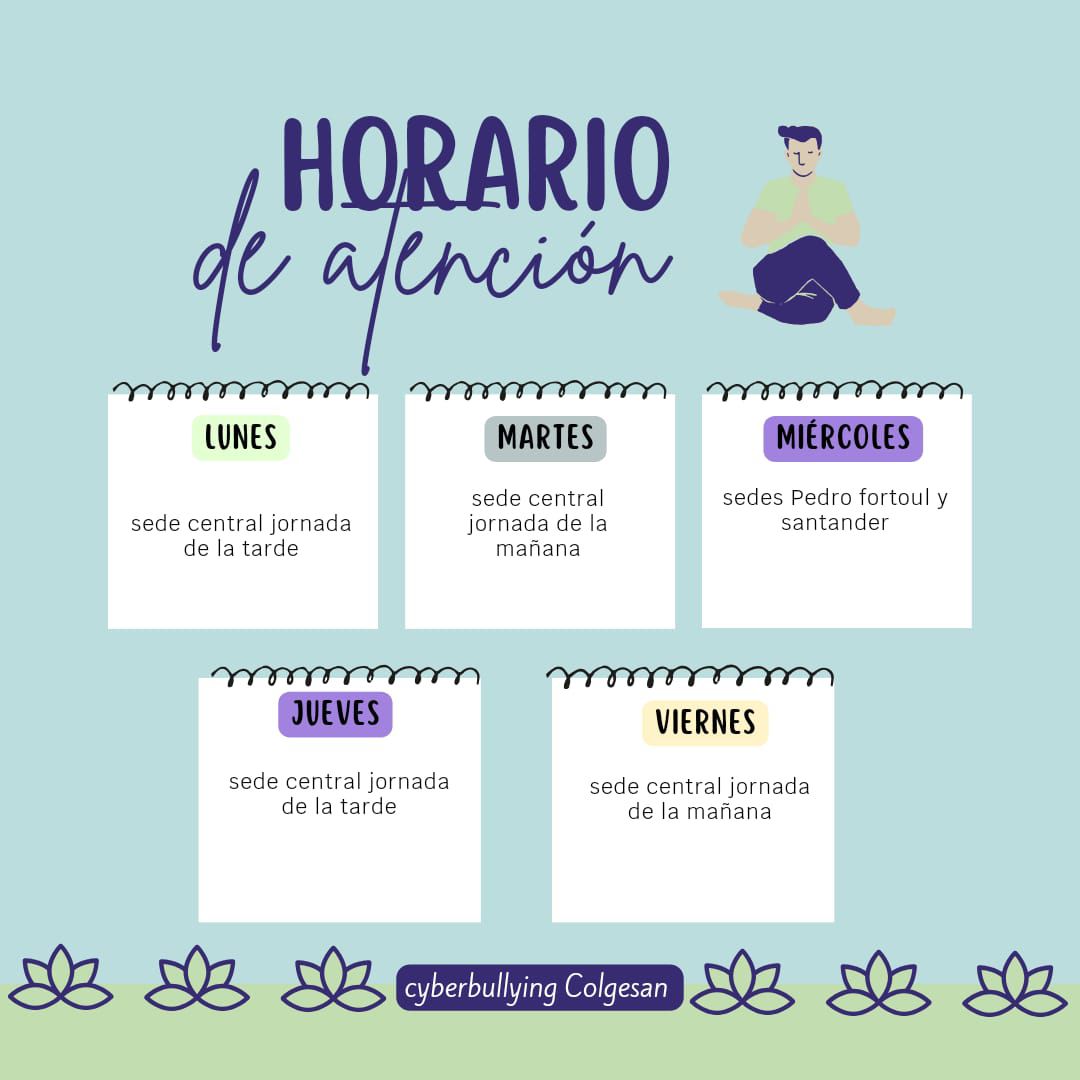 HORARIO
de atención
LUNES
sede central jornada
de la tarde
MARTES
sede central
jornada de la
mañana
MIÉRCOLES
sedes Pedro fortoul y
santander
JUEVES
sede central jornada
de la tarde
VIERNES
sede central jornada
de la mañana
cyberbullying Colgesan